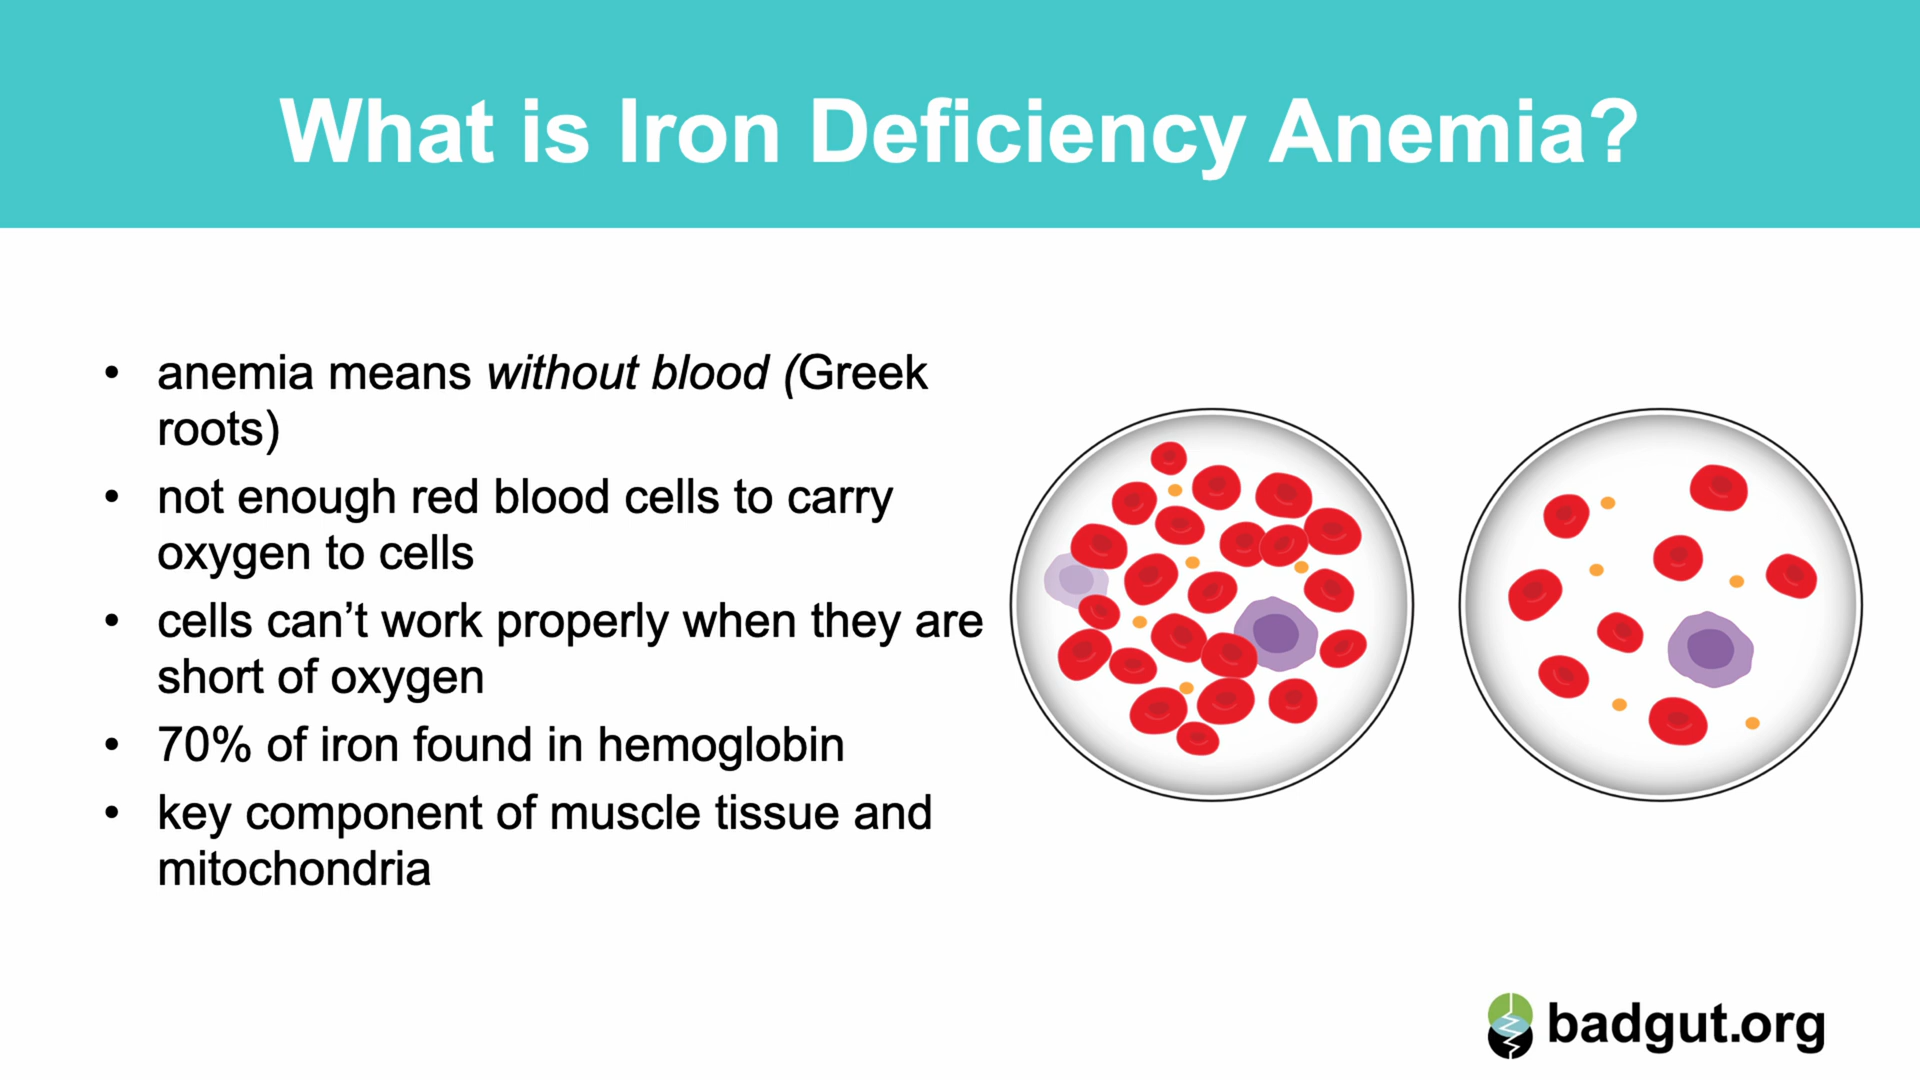 What is Iron Deficiency Anemia?
• anemia means without blood (Greek
roots)
• not enough red blood cells to carry
oxygen to cells
• cells can’t work properly when they are
short of oxygen
• 70% of iron found in hemoglobin
• key component of muscle tissue and
mitochondria
badgut.org